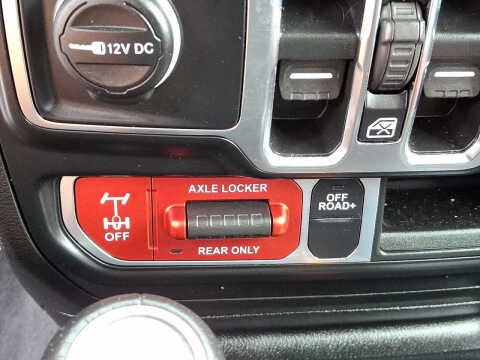 12V DC
AXLE LOCKER
OFF
REAR ONLY
OFF
ROAD+